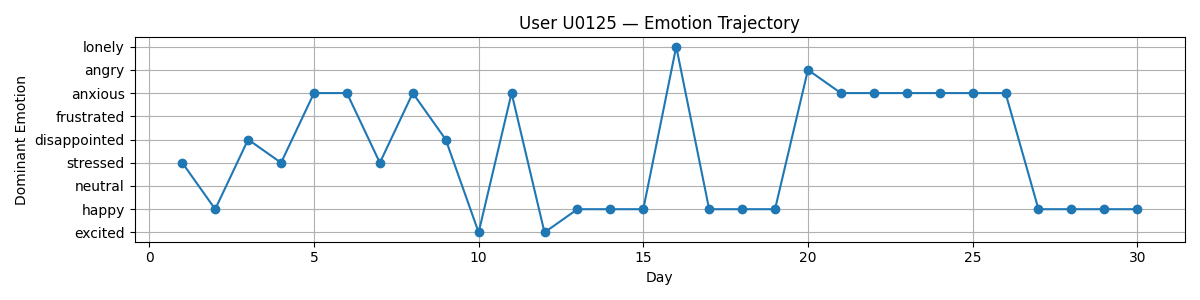 User U0125 — Emotion Trajectory
Dominant Emotion
lonely
angry
anxious
frustrated
disappointed
stressed
neutral
happy
excited
0 5 10 15 20 25 30
Day